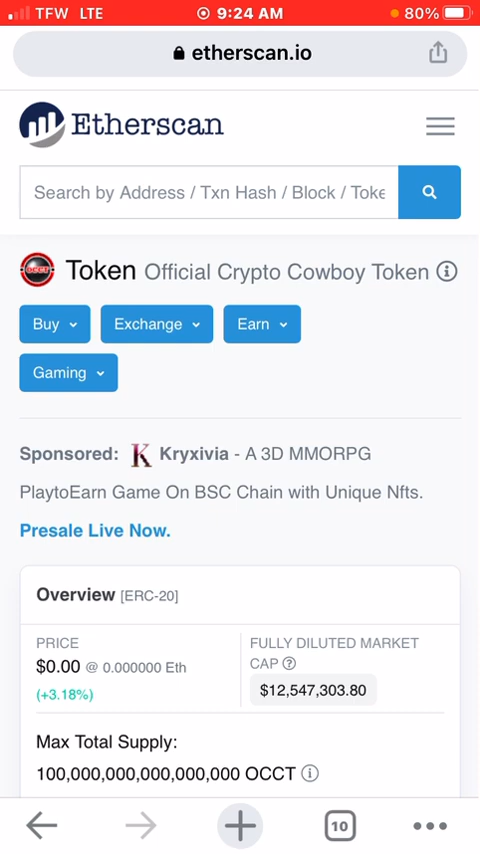 TFW LTE 9:24 AM 80%
etherscan.io
Etherscan
Search by Address / Txn Hash / Block / Toke
OCCT Token Official Crypto Cowboy Token
Buy Exchange Earn
Gaming
Sponsored: K Kryxivia - A 3D MMORPG
PlaytoEarn Game On BSC Chain with Unique Nfts.
Presale Live Now.
Overview [ERC-20]
PRICE
$0.00 @ 0.000000 Eth
(+3.18%)
FULLY DILUTED MARKET
CAP
$12,547,303.80
Max Total Supply:
100,000,000,000,000,000 OCCT
10